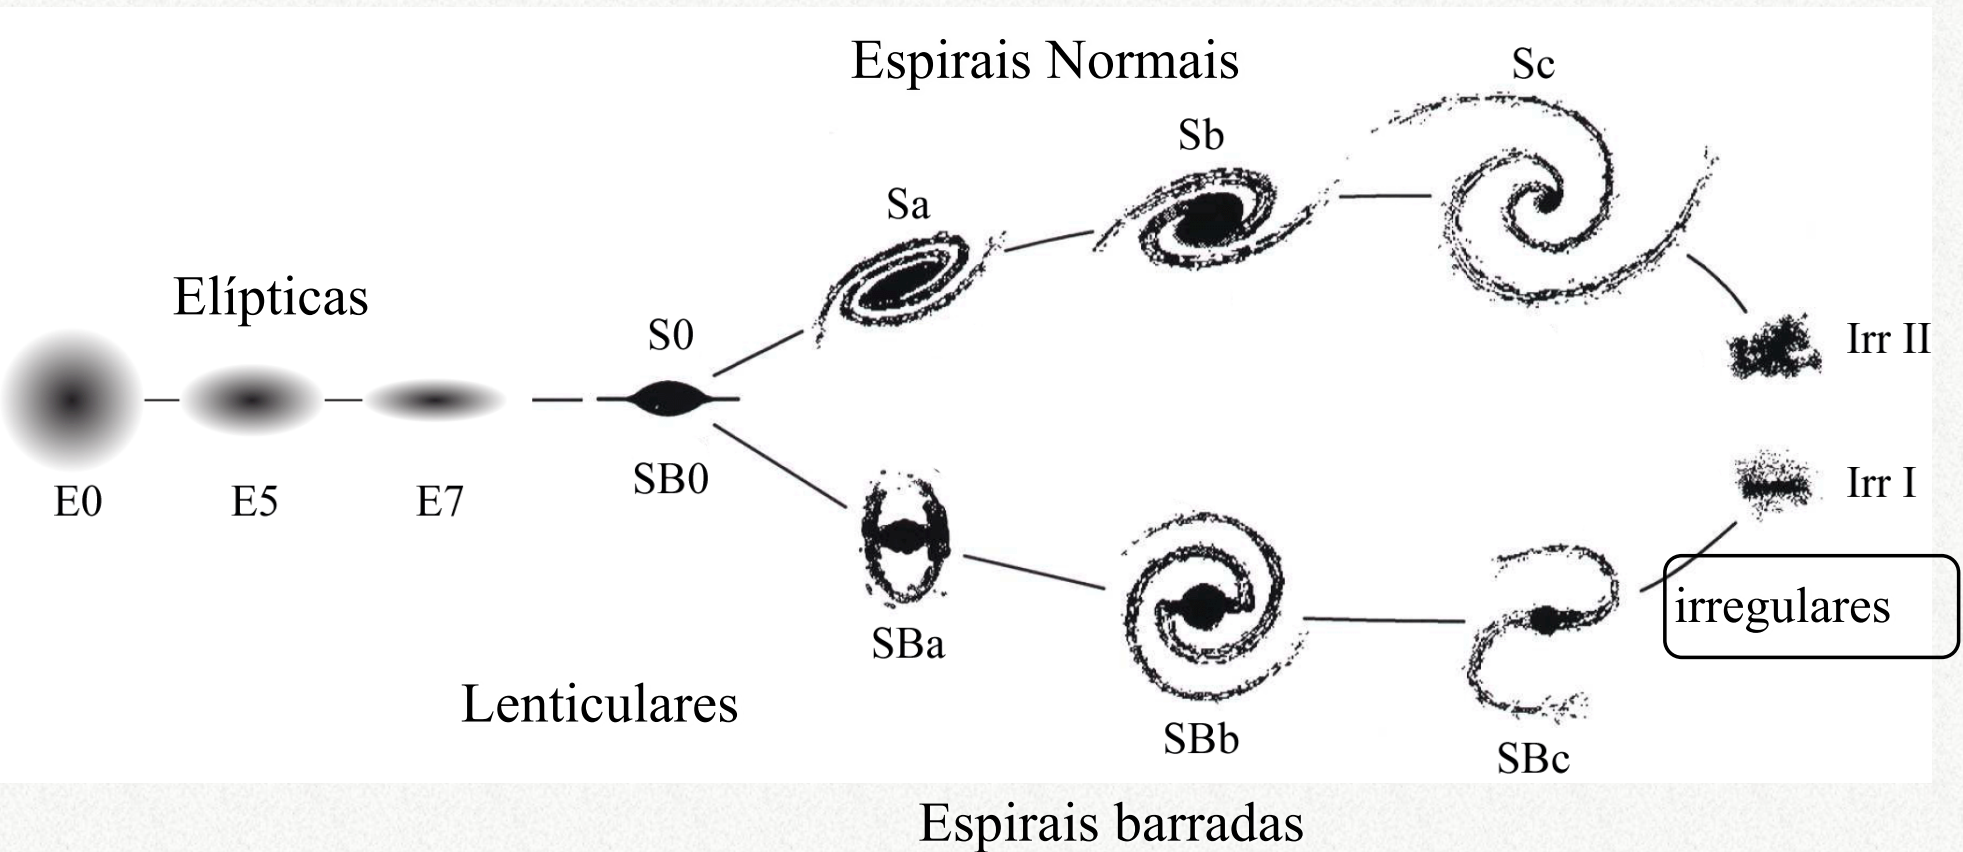 Espirais Normais
Sc
Sb
Sa
Elípticas
S0
Irr II
E0
E5
E7
SB0
Irr I
irregulares
SBa
Lenticulares
SBb
SBc
Espirais barradas